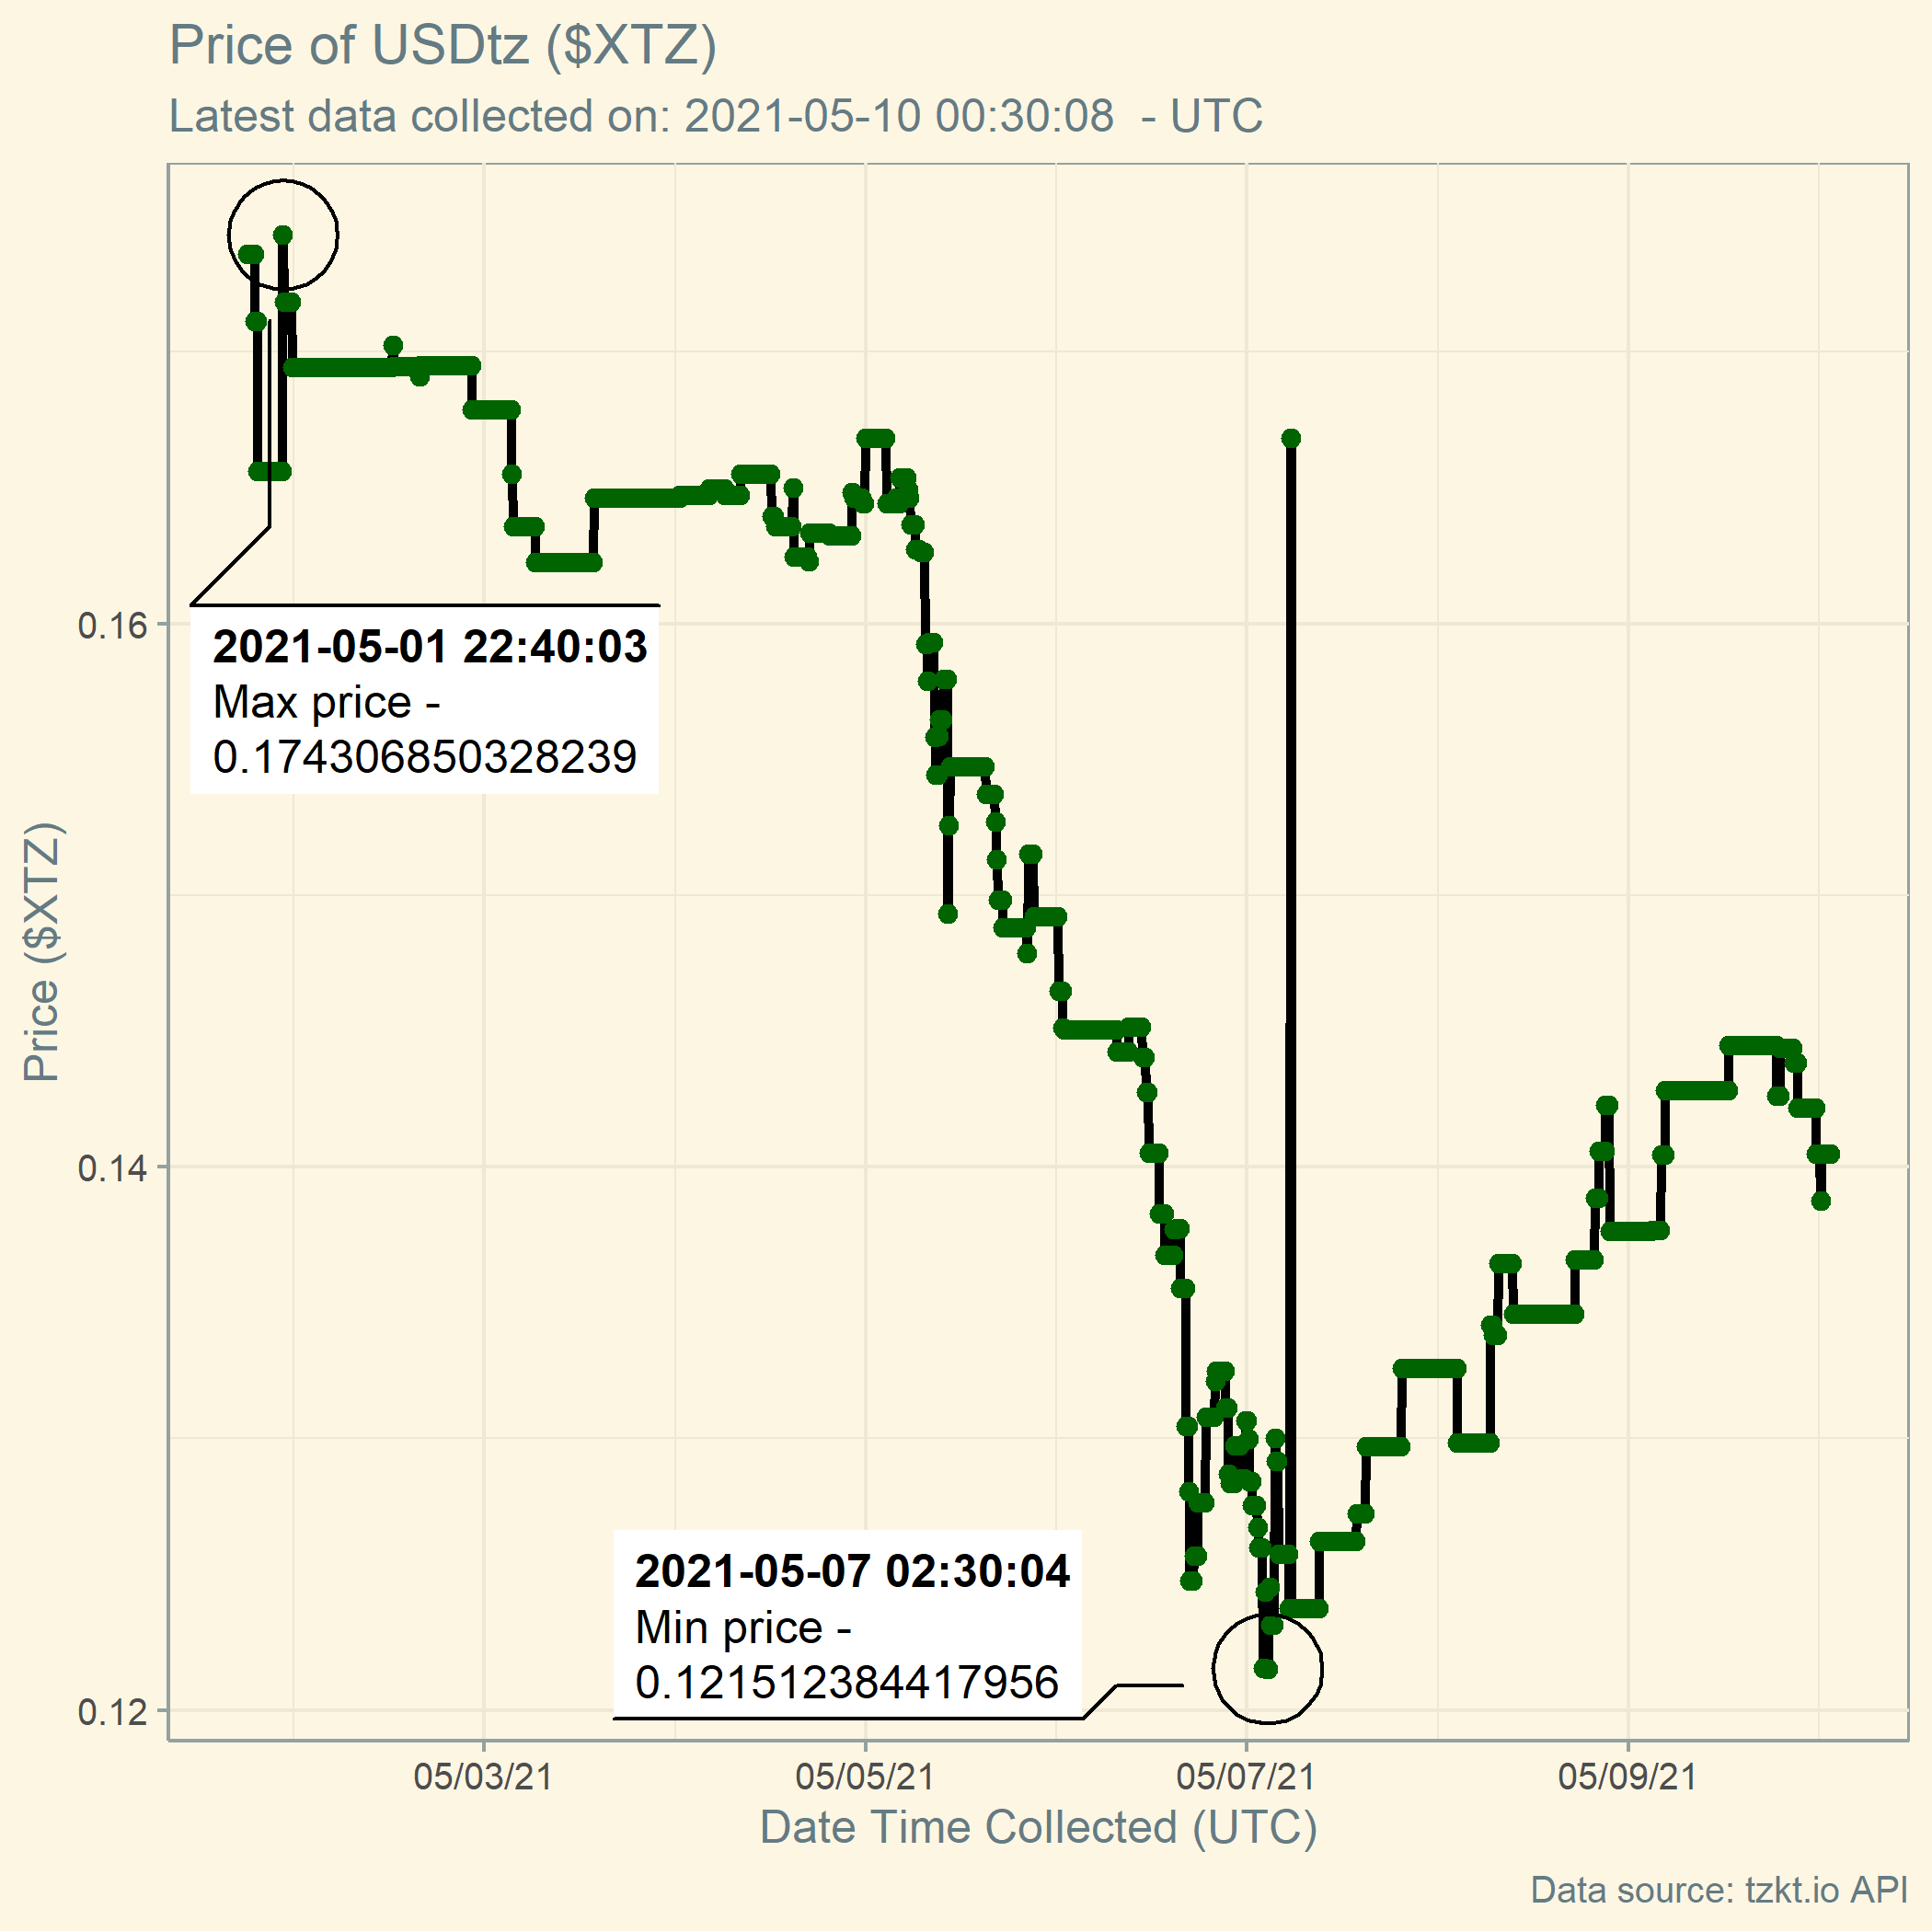 Price of USDtz ($XTZ)
Latest data collected on: 2021-05-10 00:30:08  - UTC
Price ($XTZ)
0.16
0.14
0.12
2021-05-01 22:40:03
Max price -
0.174306850328239
2021-05-07 02:30:04
Min price -
0.121512384417956
05/03/21
05/05/21
05/07/21
05/09/21
Date Time Collected (UTC)
Data source: tzkt.io API